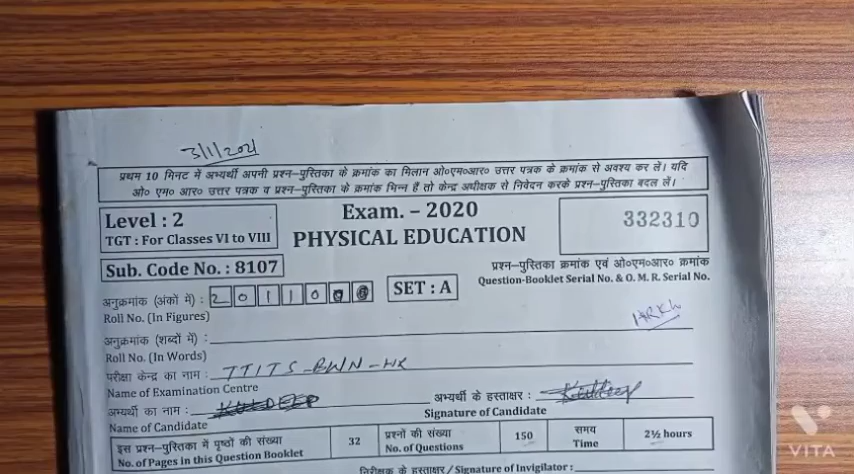 3/1/2021
प्रथम 10 मिनट में अभ्यर्थी अपनी प्रश्न–पुस्तिका के क्रमांक का मिलान ओ०एम०आर० उत्तर पत्रक के क्रमांक से अवश्य कर लें। यदि
ओ० एम० आर० उत्तर पत्रक व प्रश्न–पुस्तिका के क्रमांक भिन्न हैं तो केन्द्र अधीक्षक से निवेदन करके प्रश्न–पुस्तिका बदल लें।
Level : 2
TGT : For Classes VI to VIII
Exam. – 2020
PHYSICAL EDUCATION
332310
Sub. Code No. : 8107
प्रश्न–पुस्तिका क्रमांक एवं ओ०एम०आर० क्रमांक
Question-Booklet Serial No. & O. M. R. Serial No.
अनुक्रमांक (अंकों में) : 20110
Roll No. (In Figures)
SET : A
अनुक्रमांक (शब्दों में) :
Roll No. (In Words)
परीक्षा केन्द्र का नाम : TTITS-BWN-HR
Name of Examination Centre
अभ्यर्थी का नाम :
Name of Candidate
अभ्यर्थी के हस्ताक्षर :
Signature of Candidate
इस प्रश्न–पुस्तिका में पृष्ठों की संख्या 32 प्रश्नों की संख्या 150 समय 2½ hours
No. of Pages in this Question Booklet No. of Questions Time
निरीक्षक के हस्ताक्षर /Signature of Invigilator :
VITA